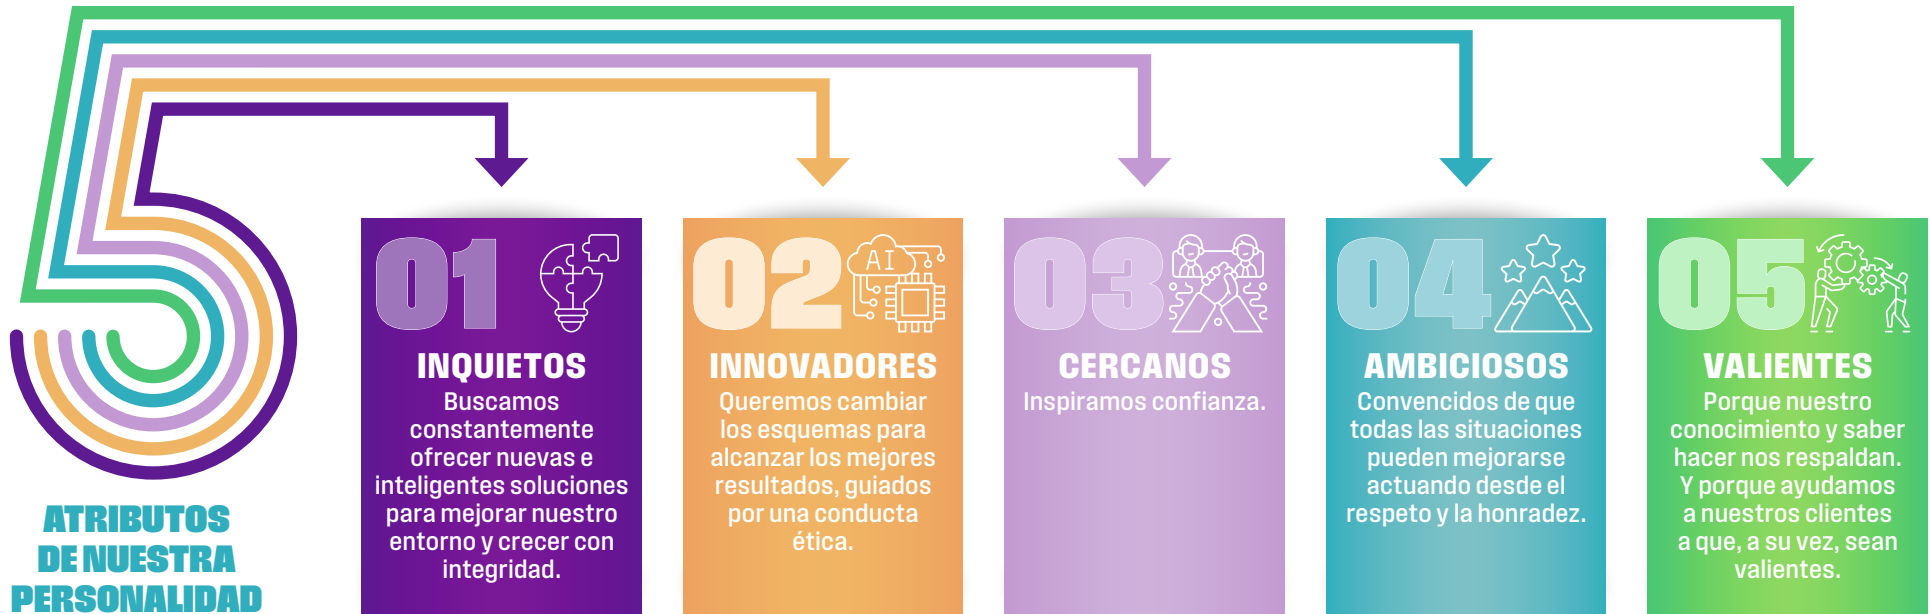 5
ATRIBUTOS
DE NUESTRA
PERSONALIDAD
01
INQUIETOS
Buscamos
constantemente
ofrecer nuevas e
inteligentes soluciones
para mejorar nuestro
entorno y crecer con
integridad.
02
AI
INNOVADORES
Queremos cambiar
los esquemas para
alcanzar los mejores
resultados, guiados
por una conducta
ética.
03
CERCANOS
Inspiramos confianza.
04
AMBICIOSOS
Convencidos de que
todas las situaciones
pueden mejorarse
actuando desde el
respeto y la honradez.
05
VALIENTES
Porque nuestro
conocimiento y saber
hacer nos respaldan.
Y porque ayudamos
a nuestros clientes
a que, a su vez, sean
valientes.